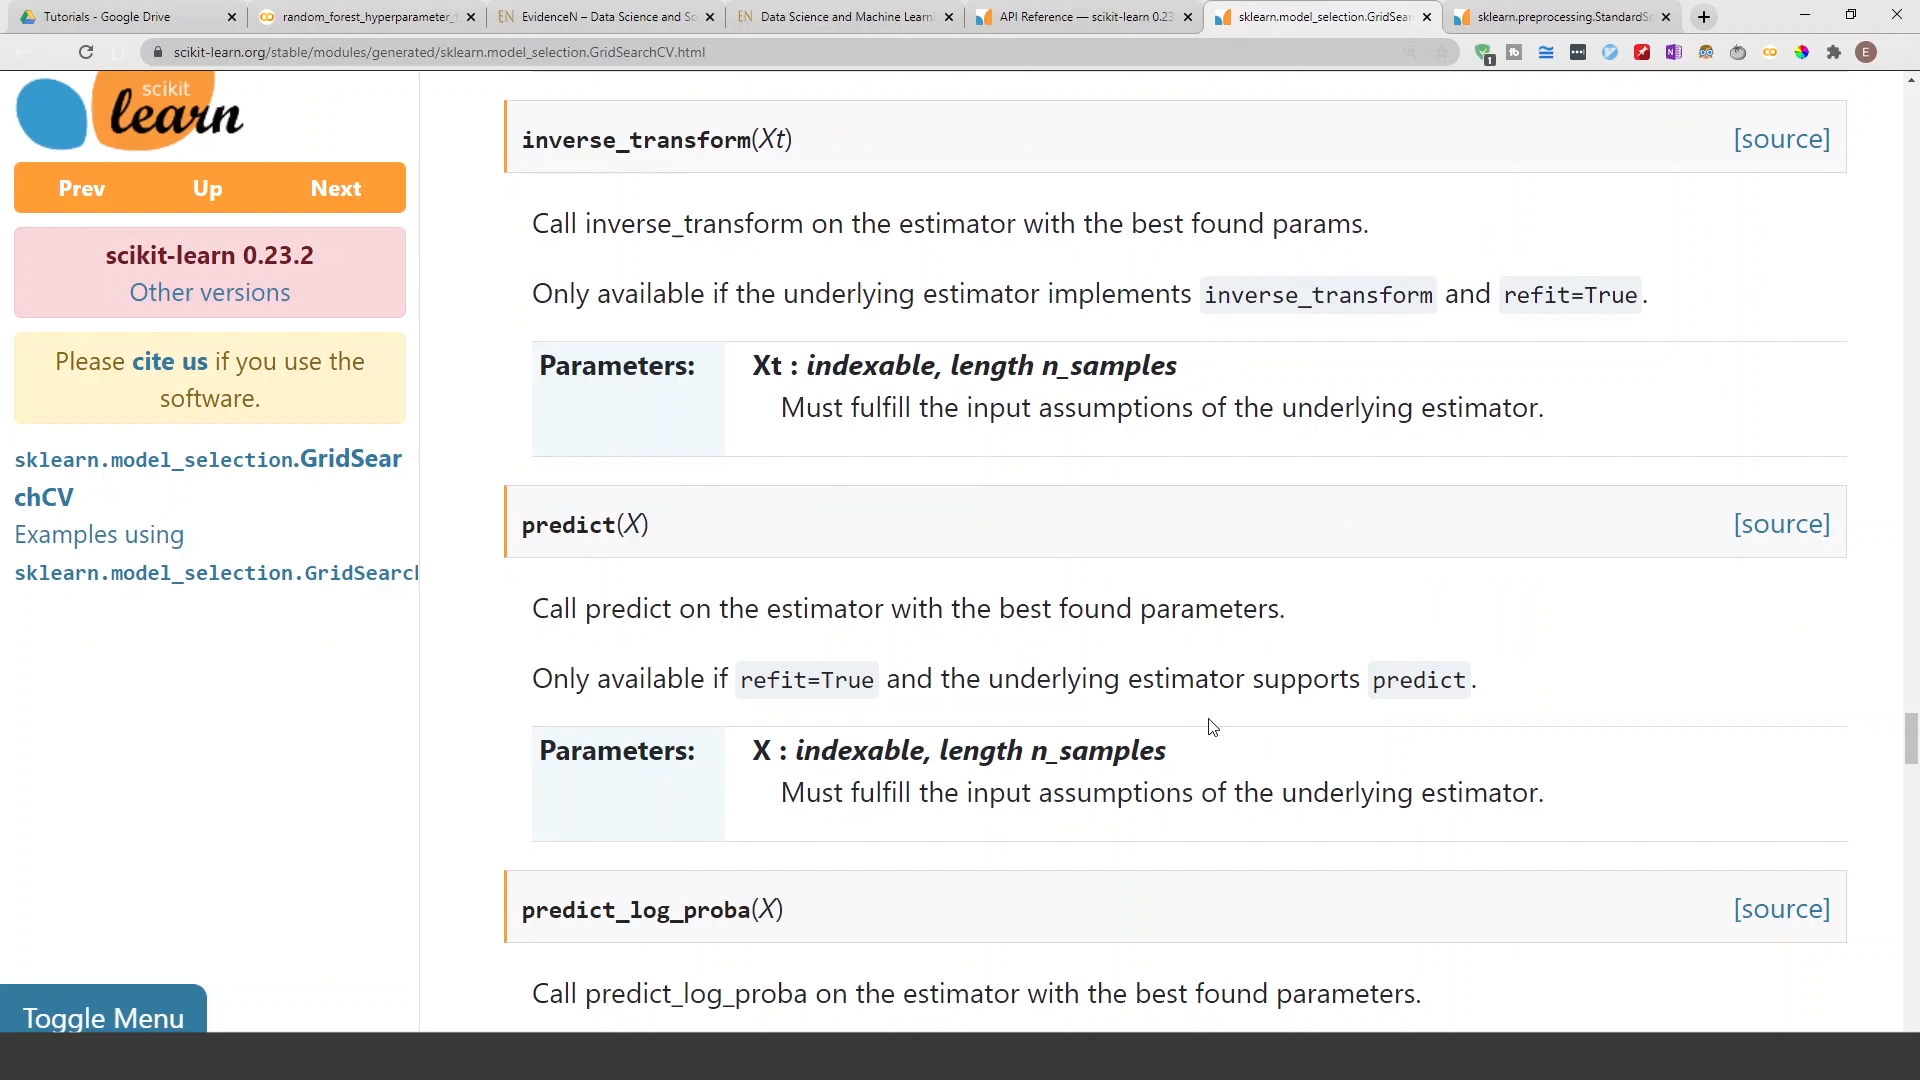 Tutorials - Google Drive
random_forest_hyperparameter_
EvidenceN – Data Science and
Data Science and Machine Learni
API Reference — scikit-learn 0.23
sklearn.model_selection.GridSear
sklearn.preprocessing.StandardS
scikit-learn.org/stable/modules/generated/sklearn.model_selection.GridSearchCV.html
scikit
learn
Prev Up Next
scikit-learn 0.23.2
Other versions
Please cite us if you use the
software.
sklearn.model_selection.GridSear
chCV
Examples using
sklearn.model_selection.GridSearch
Toggle Menu
inverse_transform(Xt) [source]
Call inverse_transform on the estimator with the best found params.
Only available if the underlying estimator implements inverse_transform and refit=True.
Parameters: Xt : indexable, length n_samples
Must fulfill the input assumptions of the underlying estimator.
predict(X) [source]
Call predict on the estimator with the best found parameters.
Only available if refit=True and the underlying estimator supports predict.
Parameters: X : indexable, length n_samples
Must fulfill the input assumptions of the underlying estimator.
predict_log_proba(X) [source]
Call predict_log_proba on the estimator with the best found parameters.